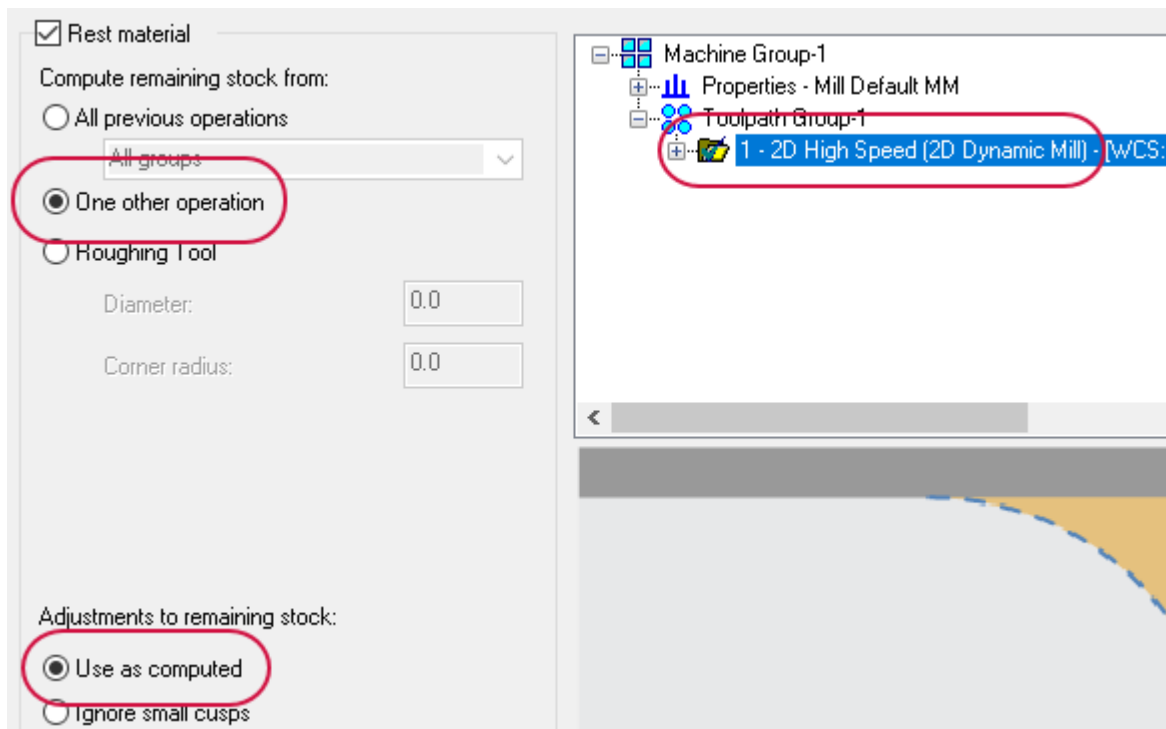 Rest material
Compute remaining stock from:
All previous operations
All groups
One other operation
Roughing Tool
Diameter:
0.0
Corner radius:
0.0
Adjustments to remaining stock:
Use as computed
Ignore small cusps
Machine Group-1
Properties - Mill Default MM
Toolpath Group-1
1 - 2D High Speed (2D Dynamic Mill) - [WCS: